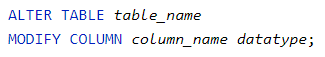 ALTER TABLE table_name
MODIFY COLUMN column_name datatype;